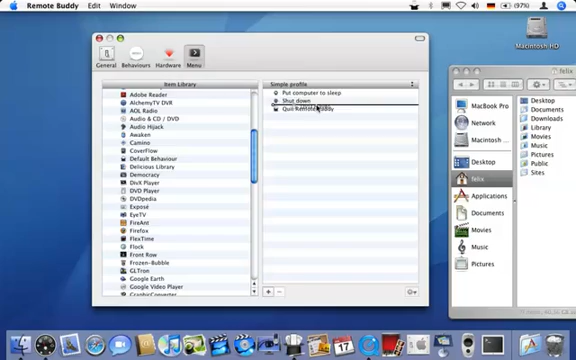 Remote Buddy Edit Window (97%)
Macintosh HD
General Behaviours Hardware Menu
Item Library
Adobe Reader
AlchemyTV DVR
AOL Radio
Audio & CD / DVD
Audio Hijack
Awaken
Camino
CoverFlow
Default Behaviour
Delicious Library
Democracy
DivX Player
DVD Player
DVDpedia
Exposé
EyeTV
FireAnt
Firefox
FlexTime
Flock
Front Row
Frozen-Bubble
GLTron
Google Earth
Google Video Player
GraphicConverter
Simple profile
Put computer to sleep
Shut down
Quit Remote Buddy
felix
MacBook Pro
Network
Macintosh
Desktop
felix
Applications
Documents
Movies
Music
Pictures
Desktop
Documents
Downloads
Library
Movies
Music
Pictures
Public
Sites
17